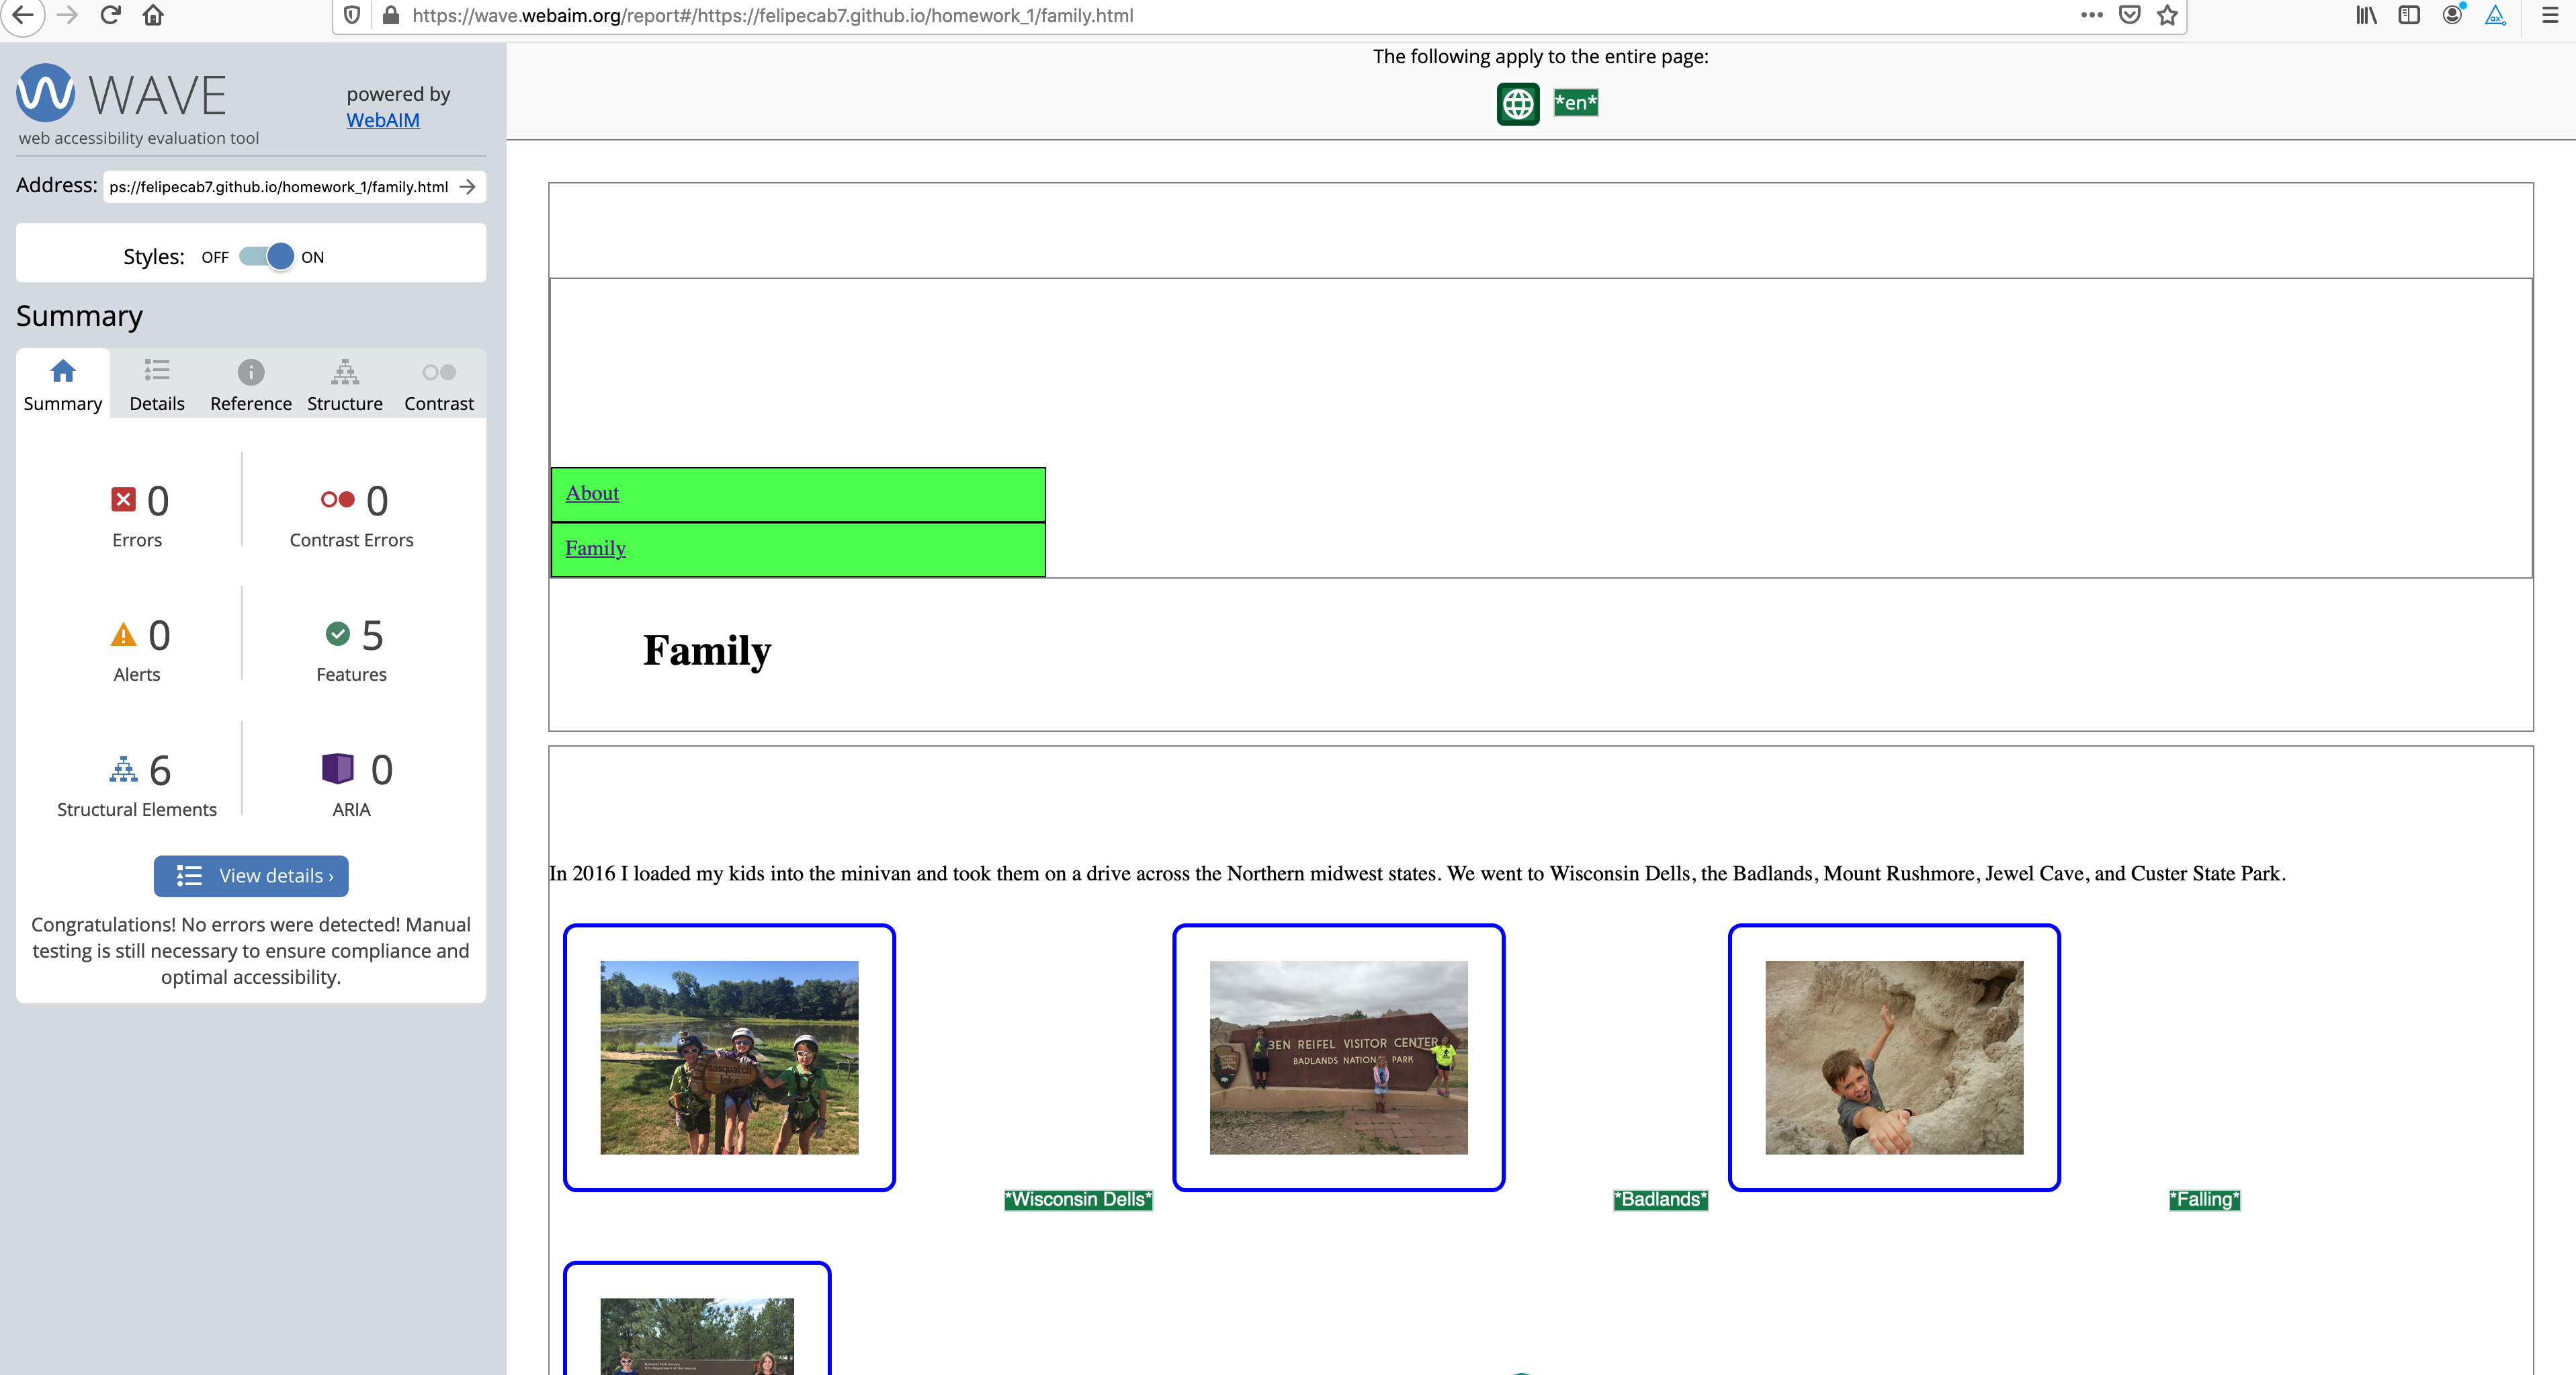 https://wave.webaim.org/report#/https://felipecab7.github.io/homework_1/family.html
WAVE
powered by
WebAIM
web accessibility evaluation tool
Address: ps://felipecab7.github.io/homework_1/family.html
Styles: OFF ON
Summary
Summary Details Reference Structure Contrast
0 0
Errors Contrast Errors
0 5
Alerts Features
6 0
Structural Elements ARIA
View details ›
Congratulations! No errors were detected! Manual
testing is still necessary to ensure compliance and
optimal accessibility.
The following apply to the entire page:
*en*
About
Family
Family
In 2016 I loaded my kids into the minivan and took them on a drive across the Northern midwest states. We went to Wisconsin Dells, the Badlands, Mount Rushmore, Jewel Cave, and Custer State Park.
sasquatch
lake
BEN REIFEL VISITOR CENTER
BADLANDS NATION PARK
*Wisconsin Dells* *Badlands* *Falling*